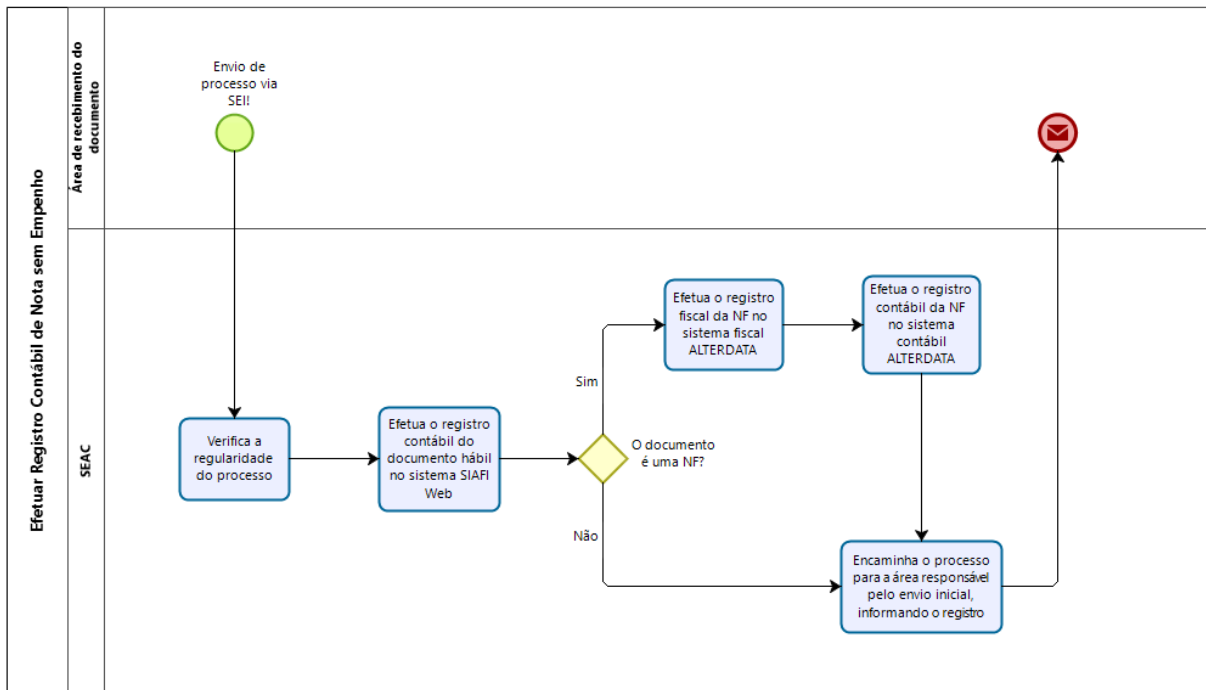 Efetuar Registro Contábil de Nota sem Empenho
Área de recebimento do
documento
Envio de
processo via
SEI!
SEAC
Verifica a
regularidade
do processo
Efetua o registro
contábil do
documento hábil
no sistema SIAFI
Web
O documento
é uma NF?
Sim
Efetua o registro
fiscal da NF no
sistema fiscal
ALTERDATA
Efetua o registro
contábil da NF
no sistema
contábil
ALTERDATA
Não
Encaminha o processo
para a área responsável
pelo envio inicial,
informando o registro